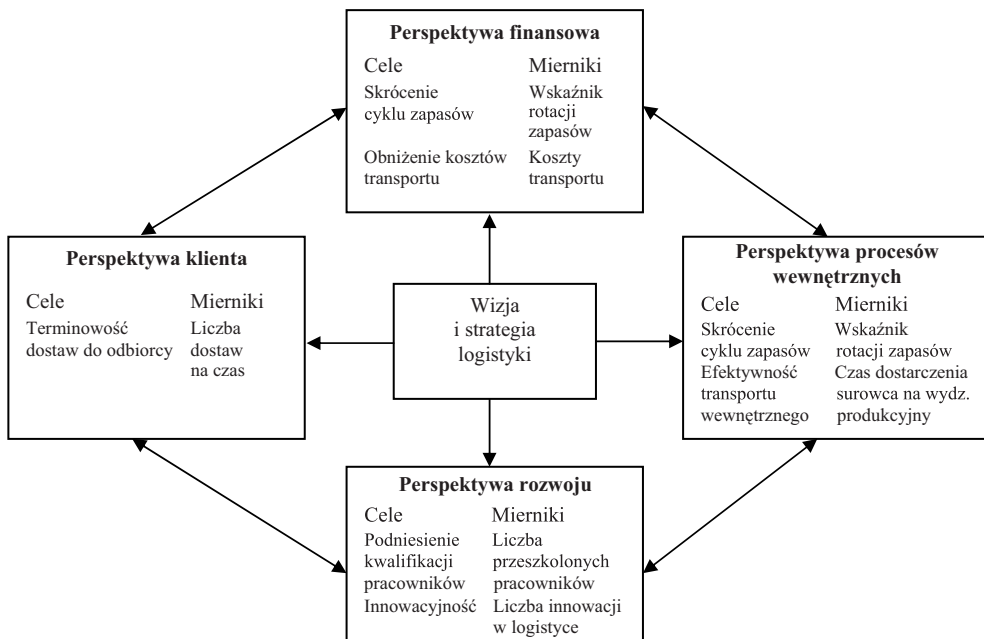 Perspektywa finansowa
Cele Mierniki
Skrócenie Wskaźnik
cyklu zapasów rotacji
zapasów
Obniżenie kosztów Koszty
transportu transportu
Perspektywa klienta
Cele Mierniki
Terminowość Liczba
dostaw do odbiorcy dostaw
na czas
Wizja
i strategia
logistyki
Perspektywa procesów
wewnętrznych
Cele Mierniki
Skrócenie Wskaźnik
cyklu zapasów rotacji zapasów
Efektywność Czas dostarczenia
transportu surowca na wydz.
wewnętrznego produkcyjny
Perspektywa rozwoju
Cele Mierniki
Podniesienie Liczba
kwalifikacji przeszkolonych
pracowników pracowników
Innowacyjność Liczba innowacji
w logistyce